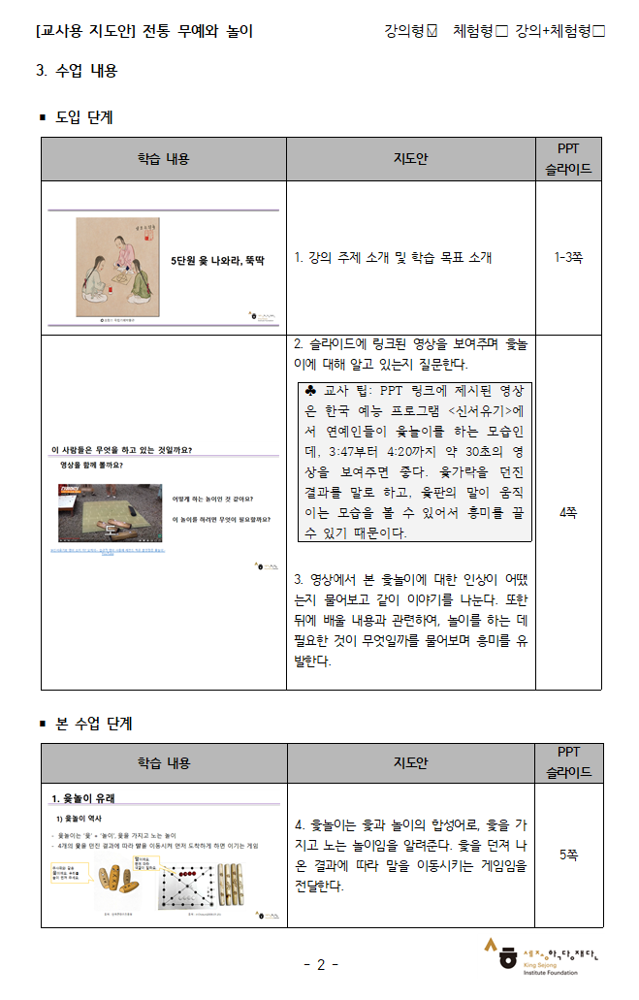 [교사용 지도안] 전통 무예와 놀이 강의형☑ 체험형□ 강의+체험형□
3. 수업 내용
▪ 도입 단계
학습 내용
지도안
PPT
슬라이드
5단원 윷 나와라, 뚝딱
1. 강의 주제 소개 및 학습 목표 소개
1-3쪽
이 사람들은 무엇을 하고 있는 것일까요?
영상을 함께 볼까요?
어떻게 하는 놀이인 것 같아요?
이 놀이를 하려면 무엇이 필요할까요?
2. 슬라이드에 링크된 영상을 보여주며 윷놀
이에 대해 알고 있는지 질문한다.
♣ 교사 팁: PPT 링크에 제시된 영상
은 한국 예능 프로그램 <신서유기>에
서 연예인들이 윷놀이를 하는 모습인
데, 3:47부터 4:20까지 약 30초의 영
상을 보여주면 좋다. 윷가락을 던진
결과를 말로 하고, 윷판의 말이 움직
이는 모습을 볼 수 있어서 흥미를 끌
수 있기 때문이다.
3. 영상에서 본 윷놀이에 대한 인상이 어땠
는지 물어보고 같이 이야기를 나눈다. 또한
뒤에 배울 내용과 관련하여, 놀이를 하는 데
필요한 것이 무엇일까를 물어보며 흥미를 유
발한다.
4쪽
▪ 본 수업 단계
학습 내용
지도안
PPT
슬라이드
1. 윷놀이 유래
1) 윷놀이 역사
- 윷놀이는 '윷' + '놀이', 윷을 가지고 노는 놀이
- 4개의 윷을 던진 결과에 따라 말을 이동시켜 먼저 도착하게 하면 이기는 게임
4. 윷놀이는 윷과 놀이의 합성어로, 윷을 가
지고 노는 놀이임을 알려준다. 윷을 던져 나
온 결과에 따라 말을 이동시키는 게임임을
전달한다.
5쪽
- 2 -
세종학당재단
King Sejong
Institute Foundation